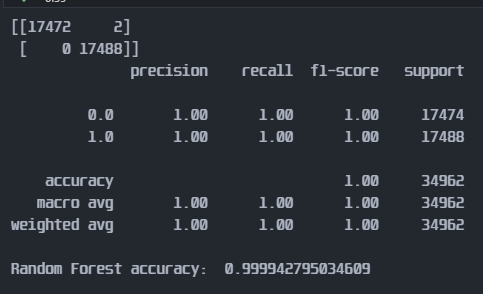 [[17472     2]
 [    0 17488]]
              precision    recall  f1-score   support

         0.0       1.00      1.00      1.00     17474
         1.0       1.00      1.00      1.00     17488

    accuracy                           1.00     34962
   macro avg       1.00      1.00      1.00     34962
weighted avg       1.00      1.00      1.00     34962

Random Forest accuracy:  0.999942795034609